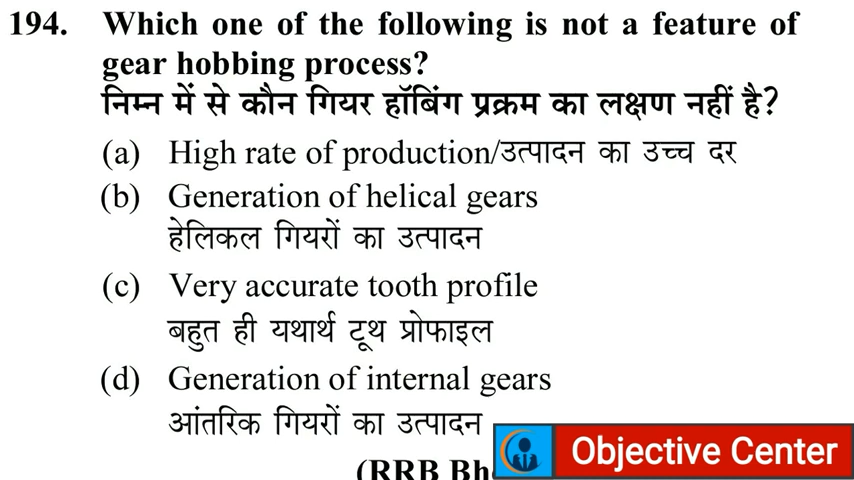 194. Which one of the following is not a feature of
gear hobbing process?
निम्न में से कौन गियर हॉबिंग प्रक्रम का लक्षण नहीं है?
(a) High rate of production/उत्पादन का उच्च दर
(b) Generation of helical gears
हेलिकल गियरों का उत्पादन
(c) Very accurate tooth profile
बहुत ही यथार्थ टूथ प्रोफाइल
(d) Generation of internal gears
आंतरिक गियरों का उत्पादन
Objective Center
(RRB